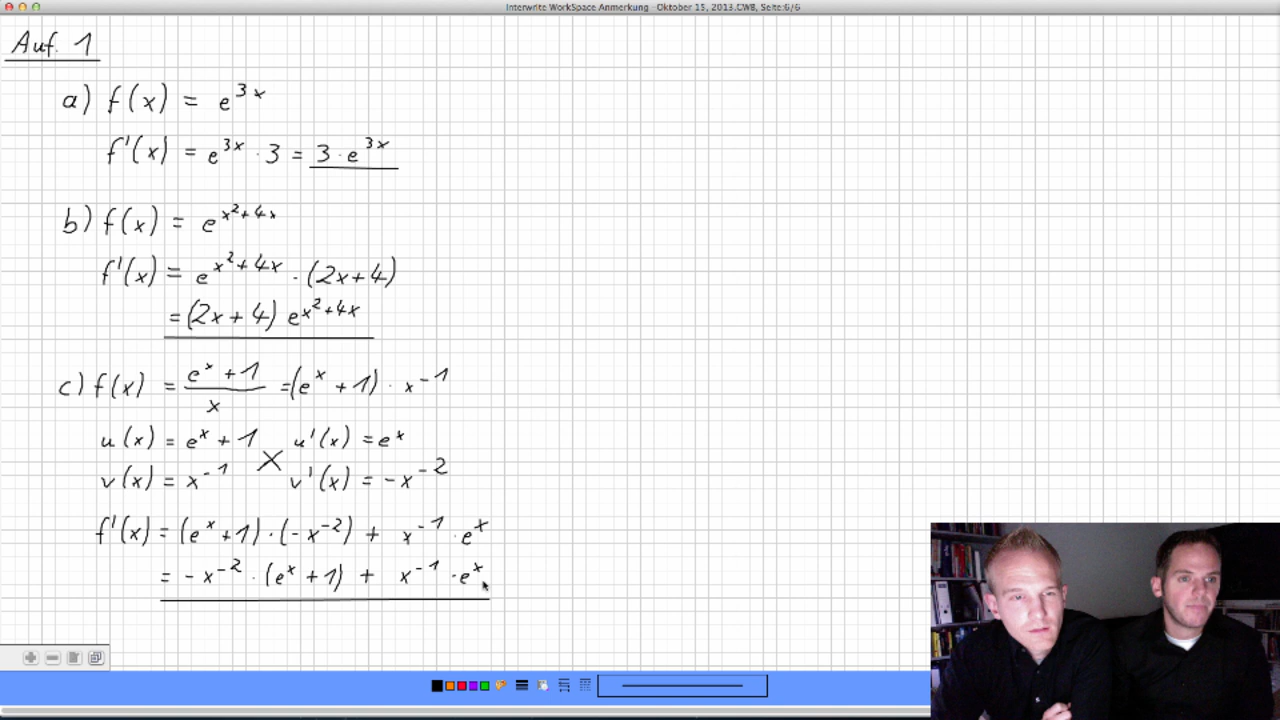 Interwrite WorkSpace Anmerkung - Oktober 15, 2013.CWB, Seite:6/6
Auf. 1
a) f(x) = e^{3x}
f'(x) = e^{3x} · 3 = 3 · e^{3x}
b) f(x) = e^{x²+4x}
f'(x) = e^{x²+4x} · (2x+4)
= (2x+4) e^{x²+4x}
c) f(x) = \frac{e^x + 1}{x} = (e^x + 1) · x^{-1}
u(x) = e^x + 1 u'(x) = e^x
v(x) = x^{-1} v'(x) = -x^{-2}
f'(x) = (e^x + 1) · (-x^{-2}) + x^{-1} · e^x
= -x^{-2} · (e^x + 1) + x^{-1} · e^x